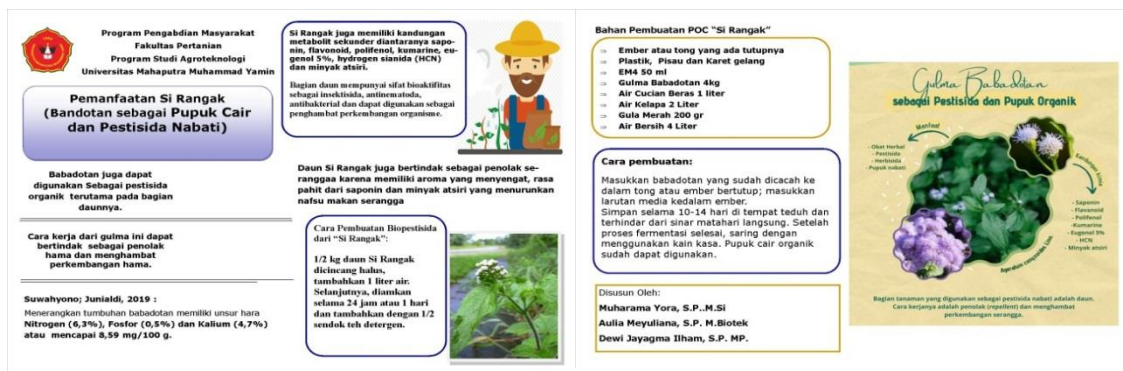 Program Pengabdian Masyarakat
Fakultas Pertanian
Program Studi Agroteknologi
Universitas Mahaputra Muhammad Yamin
Pemanfaatan Si Rangak
(Bandotan sebagai Pupuk Cair
dan Pestisida Nabati)
Babadotan juga dapat
digunakan Sebagai pestisida
organik terutama pada bagian
daunnya.
Cara kerja dari gulma ini dapat
bertindak sebagai penolak
hama dan menghambat
perkembangan hama.
Suwahyono; Junialdi, 2019 :
Menerangkan tumbuhan babadotan memiliki unsur hara
Nitrogen (6,3%), Fosfor (0,5%) dan Kalium (4,7%)
atau mencapai 8,59 mg/100 g.
Si Rangak juga memiliki kandungan
metabolit sekunder diantaranya sapo-
nin, flavonoid, polifenol, kumarine, eu-
genol 5%, hydrogen sianida (HCN)
dan minyak atsiri.
Bagian daun mempunyai sifat bioaktifitas
sebagai insektisida, antinematoda,
antibakterial dan dapat digunakan sebagai
penghambat perkembangan organisme.
Daun Si Rangak juga bertindak sebagai penolak se-
ranggaa karena memiliki aroma yang menyengat, rasa
pahit dari saponin dan minyak atsiri yang menurunkan
nafsu makan serangga
Cara Pembuatan Biopestisida
dari “Si Rangak”:
1/2 kg daun Si Rangak
dicincang halus,
tambahkan 1 liter air.
Selanjutnya, diamkan
selama 24 jam atau 1 hari
dan tambahkan dengan 1/2
sendok teh detergen.
Bahan Pembuatan POC “Si Rangak”
⇒ Ember atau tong yang ada tutupnya
⇒ Plastik, Pisau dan Karet gelang
⇒ EM4 50 ml
⇒ Gulma Babadotan 4kg
⇒ Air Cucian Beras 1 liter
⇒ Air Kelapa 2 Liter
⇒ Gula Merah 200 gr
⇒ Air Bersih 4 Liter
Cara pembuatan:
Masukkan babadotan yang sudah dicacah ke
dalam tong atau ember bertutup; masukkan
larutan media kedalam ember.
Simpan selama 10-14 hari di tempat teduh dan
terhindar dari sinar matahari langsung. Setelah
proses fermentasi selesai, saring dengan
menggunakan kain kasa. Pupuk cair organik
sudah dapat digunakan.
Disusun Oleh:
Muharama Yora, S.P..M.Si
Aulia Meyuliana, S.P. M.Biotek
Dewi Jayagma Ilham, S.P. MP.
Gulma Babadotan
sebagai Pestisida dan Pupuk Organik
Manfaat
- Obat Herbal
- Pestisida
- Herbisida
- Pupuk nabati
Kandungan kimia
- Saponin
- Flavanoid
- Polifenol
-Kumarine
- Eugenol 5%
- HCN
- Minyak atsiri
Ageratum conyzoides Linn
Bagian tanaman yang digunakan sebagai pestivida nabati adalah daun.
Cara kerjanya adalah penolak (repellent) dan menghambat
perkembangan serangga.